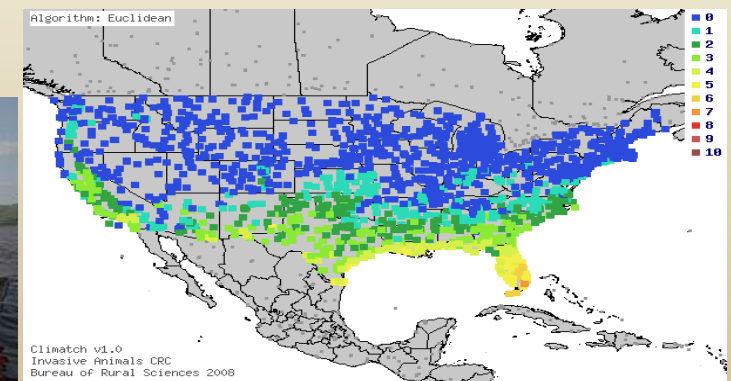 Algorithm: Euclidean
0
1
2
3
4
5
6
7
8
9
10
Climatch v1.0
Invasive Animals CRC
Bureau of Rural Sciences 2008